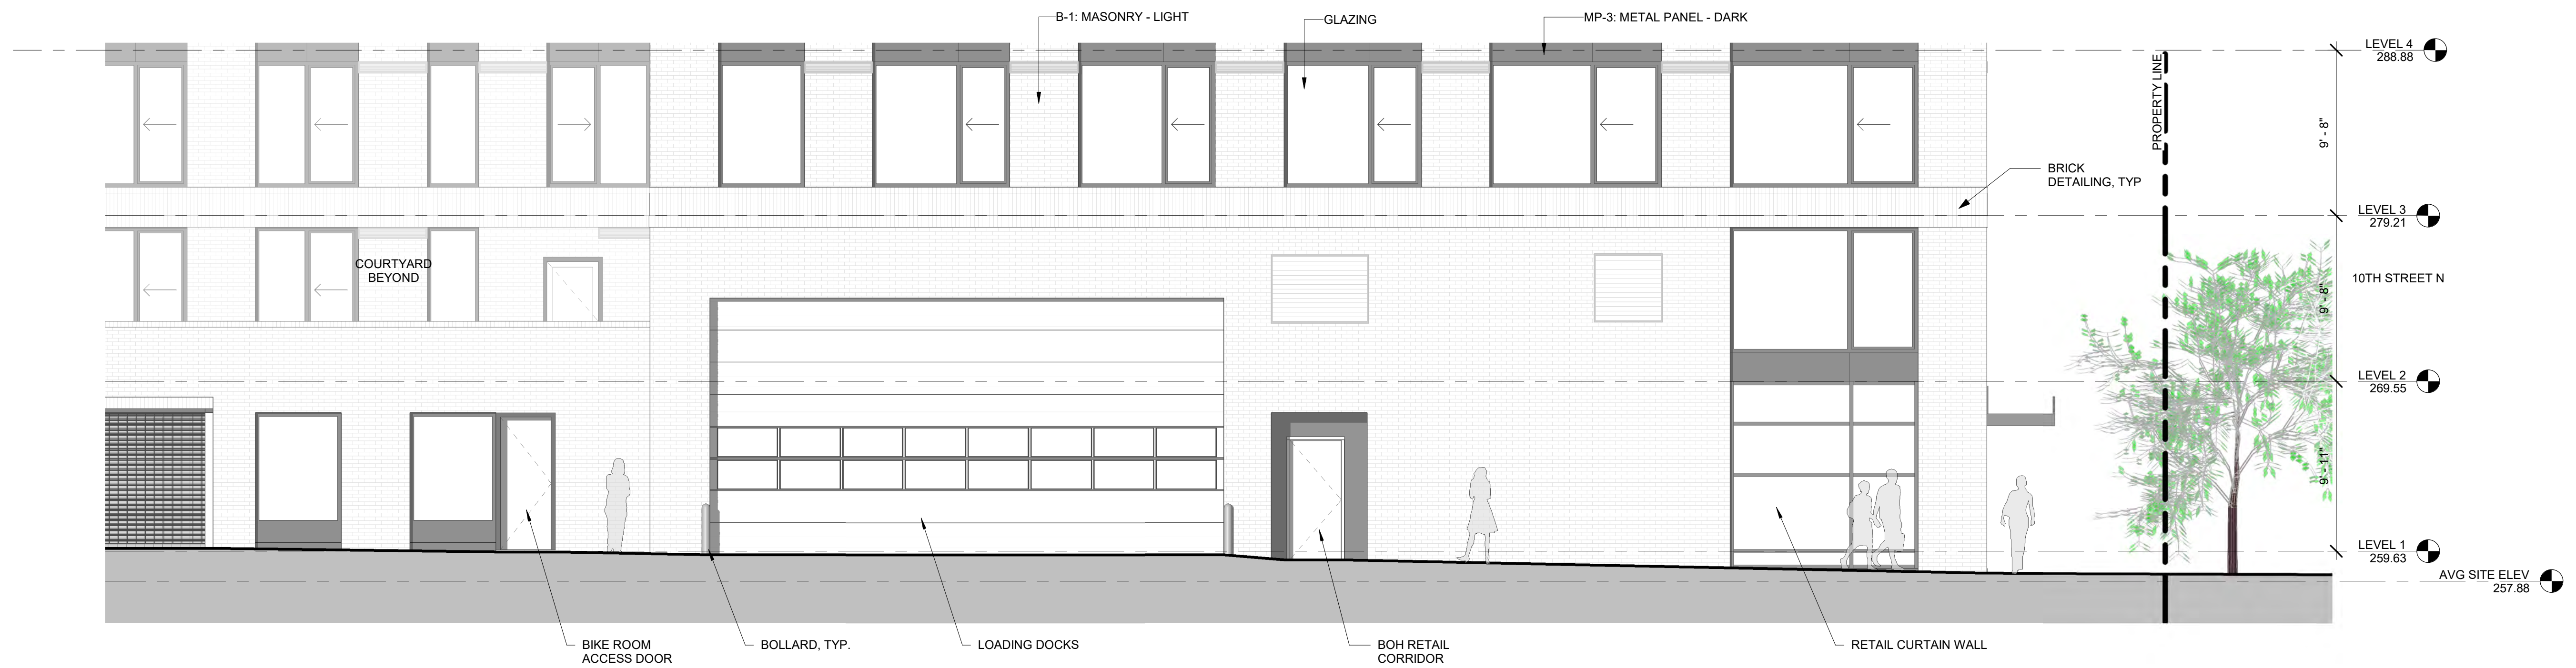 B-1: MASONRY - LIGHT
GLAZING
MP-3: METAL PANEL - DARK
LEVEL 4
288.88
PROPERTY LINE
9' - 8"
BRICK
DETAILING, TYP
LEVEL 3
279.21
COURTYARD
BEYOND
10TH STREET N
9' - 8"
LEVEL 2
269.55
9' - 11"
LEVEL 1
259.63
AVG SITE ELEV
257.88
BIKE ROOM
ACCESS DOOR
BOLLARD, TYP.
LOADING DOCKS
BOH RETAIL
CORRIDOR
RETAIL CURTAIN WALL